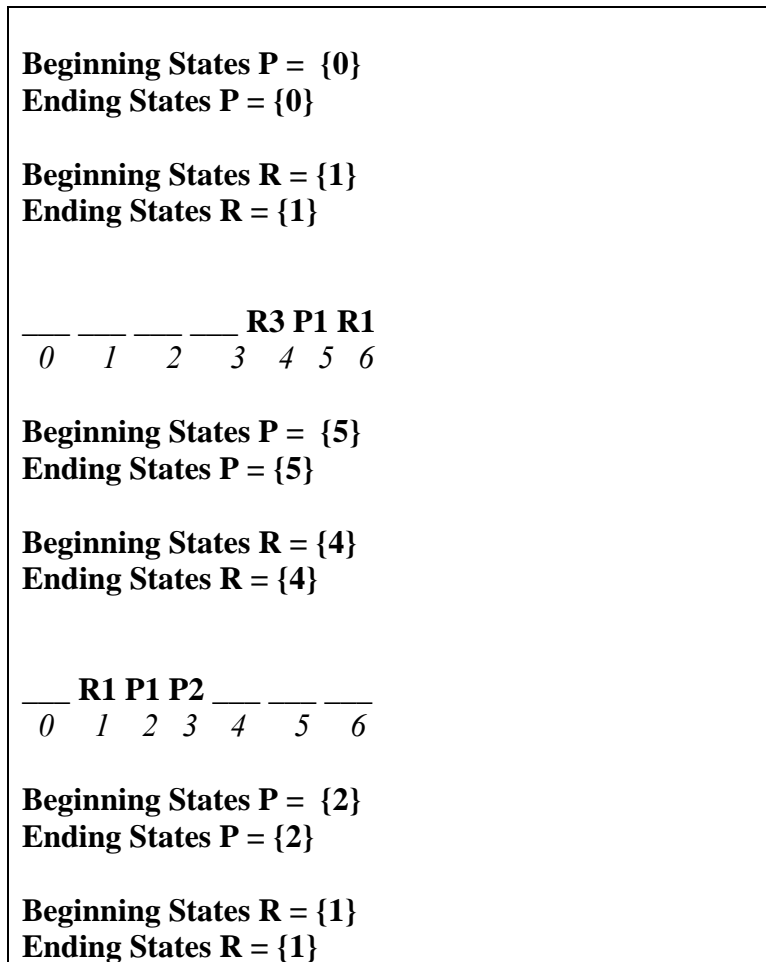 Beginning States P = {0}
Ending States P = {0}
Beginning States R = {1}
Ending States R = {1}
___ ___ ___ ___ R3 P1 R1
0 1 2 3 4 5 6
Beginning States P = {5}
Ending States P = {5}
Beginning States R = {4}
Ending States R = {4}
___ R1 P1 P2 ___ ___ ___
0 1 2 3 4 5 6
Beginning States P = {2}
Ending States P = {2}
Beginning States R = {1}
Ending States R = {1}